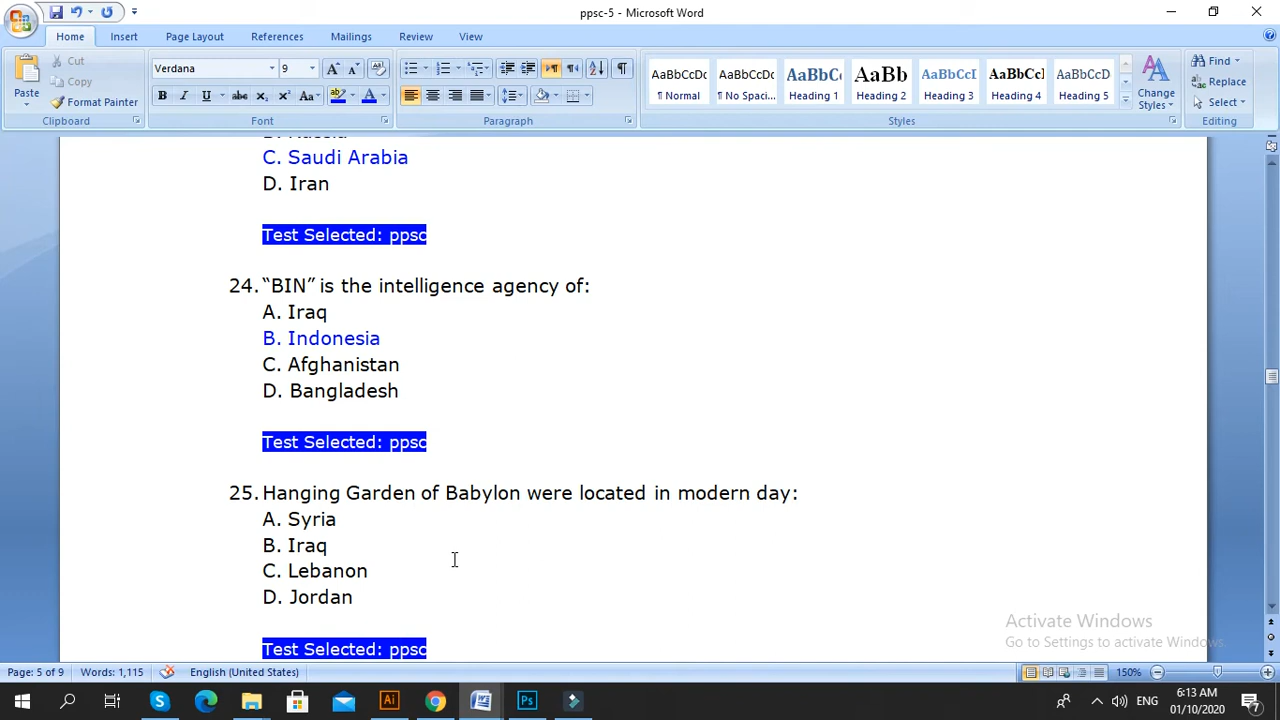 ppsc-5 - Microsoft Word
Home Insert Page Layout References Mailings Review View
Paste
Cut
Copy
Format Painter
Clipboard
Verdana 9
Font
Paragraph
AaBbCcDc AaBbCcDc AaBbC AaBb AaBbCcI AaBbCc AaBbCcD
¶ Normal ¶ No Spaci... Heading 1 Heading 2 Heading 3 Heading 4 Heading 5
Change Styles
Styles
Find
Replace
Select
Editing
C. Saudi Arabia
D. Iran
Test Selected: ppsc
24. “BIN” is the intelligence agency of:
A. Iraq
B. Indonesia
C. Afghanistan
D. Bangladesh
Test Selected: ppsc
25. Hanging Garden of Babylon were located in modern day:
A. Syria
B. Iraq
C. Lebanon
D. Jordan
Test Selected: ppsc
Activate Windows
Go to Settings to activate Windows.
Page: 5 of 9 Words: 1,115 English (United States) 150%
ENG 6:13 AM
01/10/2020